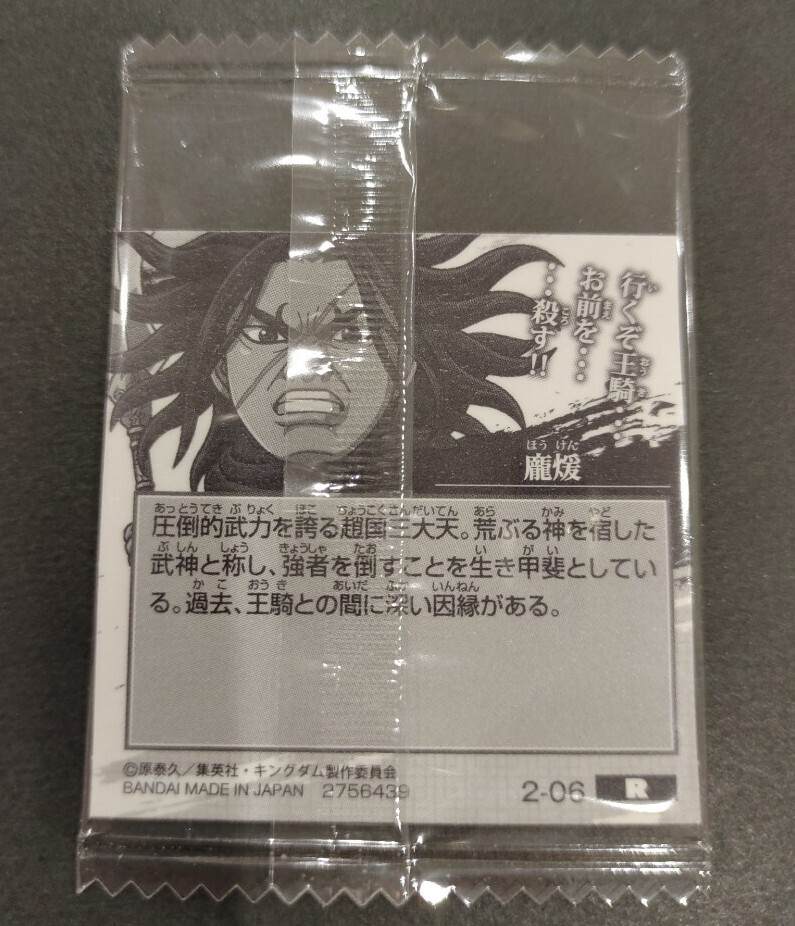 行くぞ王騎…
お前を…
…殺す!!
龐煖
圧倒的武力を誇る趙国三大天。荒ぶる神を宿した
武神と称し、強者を倒すことを生き甲斐としてい
る。過去、王騎との間に深い因縁がある。
©原泰久／集英社・キングダム製作委員会
BANDAI MADE IN JAPAN 2756439
2-06 R